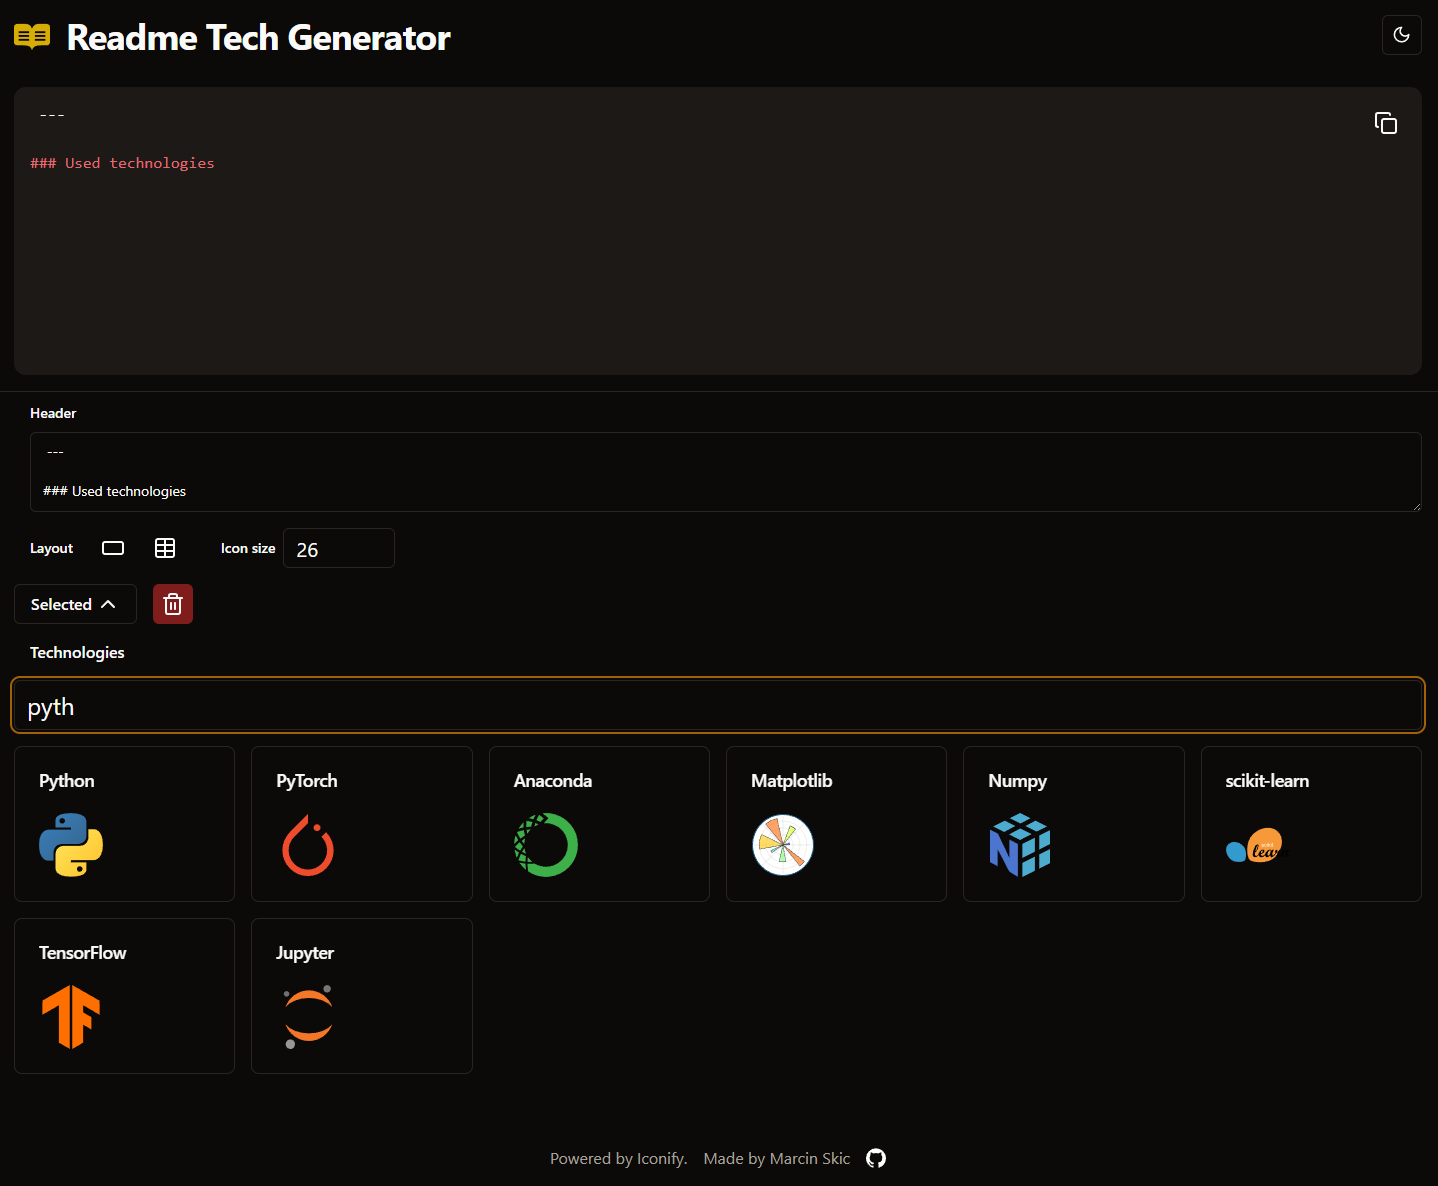 Readme Tech Generator
---
### Used technologies
Header
---
### Used technologies
Layout
Icon size
26
Selected
Technologies
pyth
Python
PyTorch
Anaconda
Matplotlib
Numpy
scikit-learn
learn
TensorFlow
Jupyter
Powered by Iconify. Made by Marcin Skic